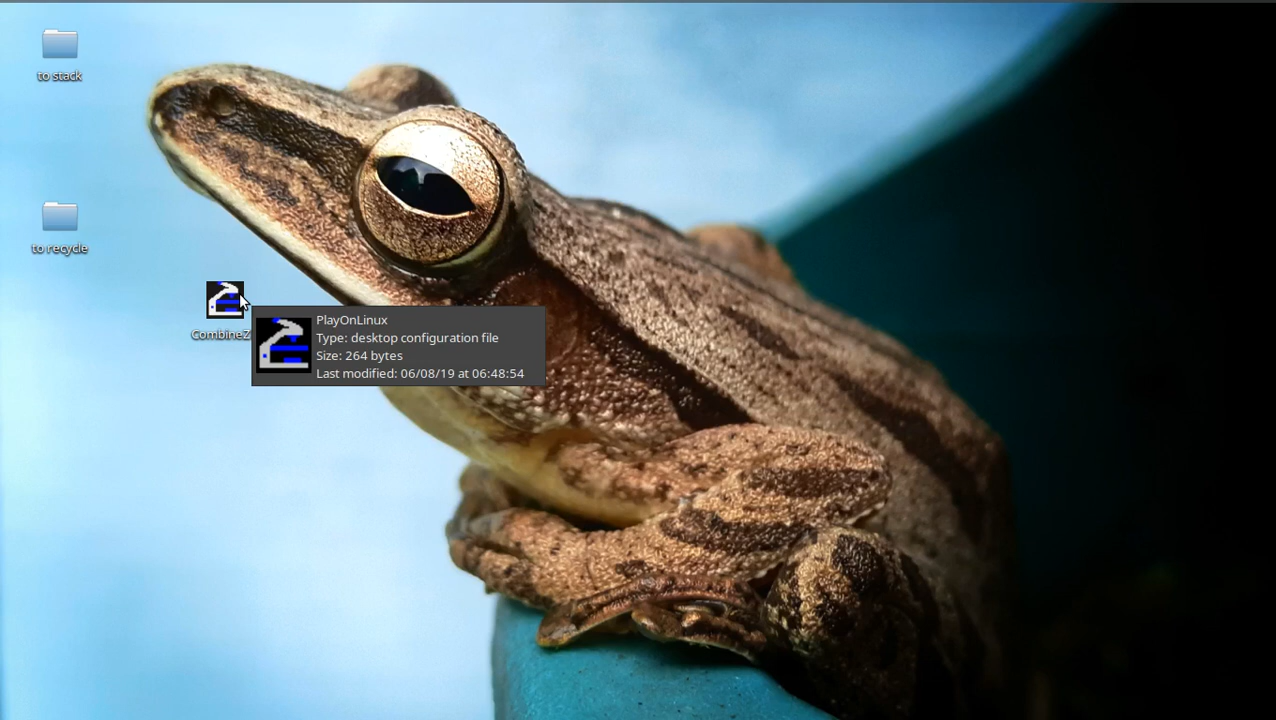 to stack
to recycle
CombineZ
PlayOnLinux
Type: desktop configuration file
Size: 264 bytes
Last modified: 06/08/19 at 06:48:54